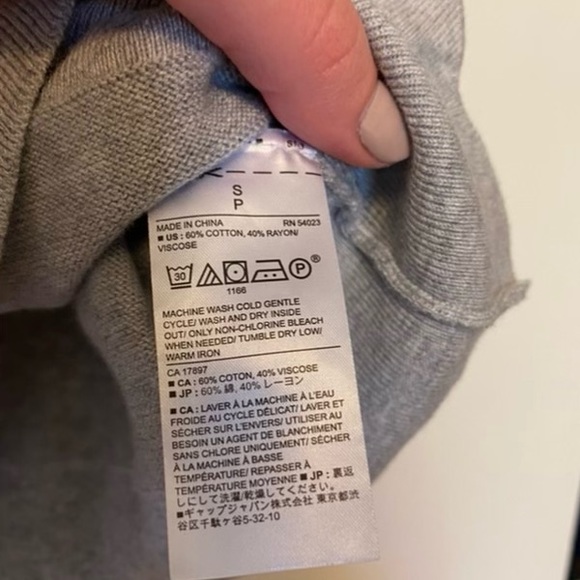 S
P
MADE IN CHINA RN 54023
■ US : 60% COTTON, 40% RAYON/
VISCOSE
30 P ®
1166
MACHINE WASH COLD GENTLE
CYCLE/ WASH AND DRY INSIDE
OUT/ ONLY NON-CHLORINE BLEACH
WHEN NEEDED/ TUMBLE DRY LOW/
WARM IRON
CA 17897
■ CA : 60% COTON, 40% VISCOSE
■ JP : 60% 綿, 40% レーヨン
■ CA : LAVER À LA MACHINE À L'EAU
FROIDE AU CYCLE DÉLICAT/ LAVER ET
SÉCHER SUR L'ENVERS/ UTILISER AU
BESOIN UN AGENT DE BLANCHIMENT
SANS CHLORE UNIQUEMENT/ SÉCHER
À LA MACHINE À BASSE
TEMPÉRATURE/ REPASSER À
TEMPÉRATURE MOYENNE ■ JP : 裏返
しにして洗濯/乾燥してください。
■ギャップジャパン株式会社 東京都渋
谷区千駄ヶ谷5-32-10